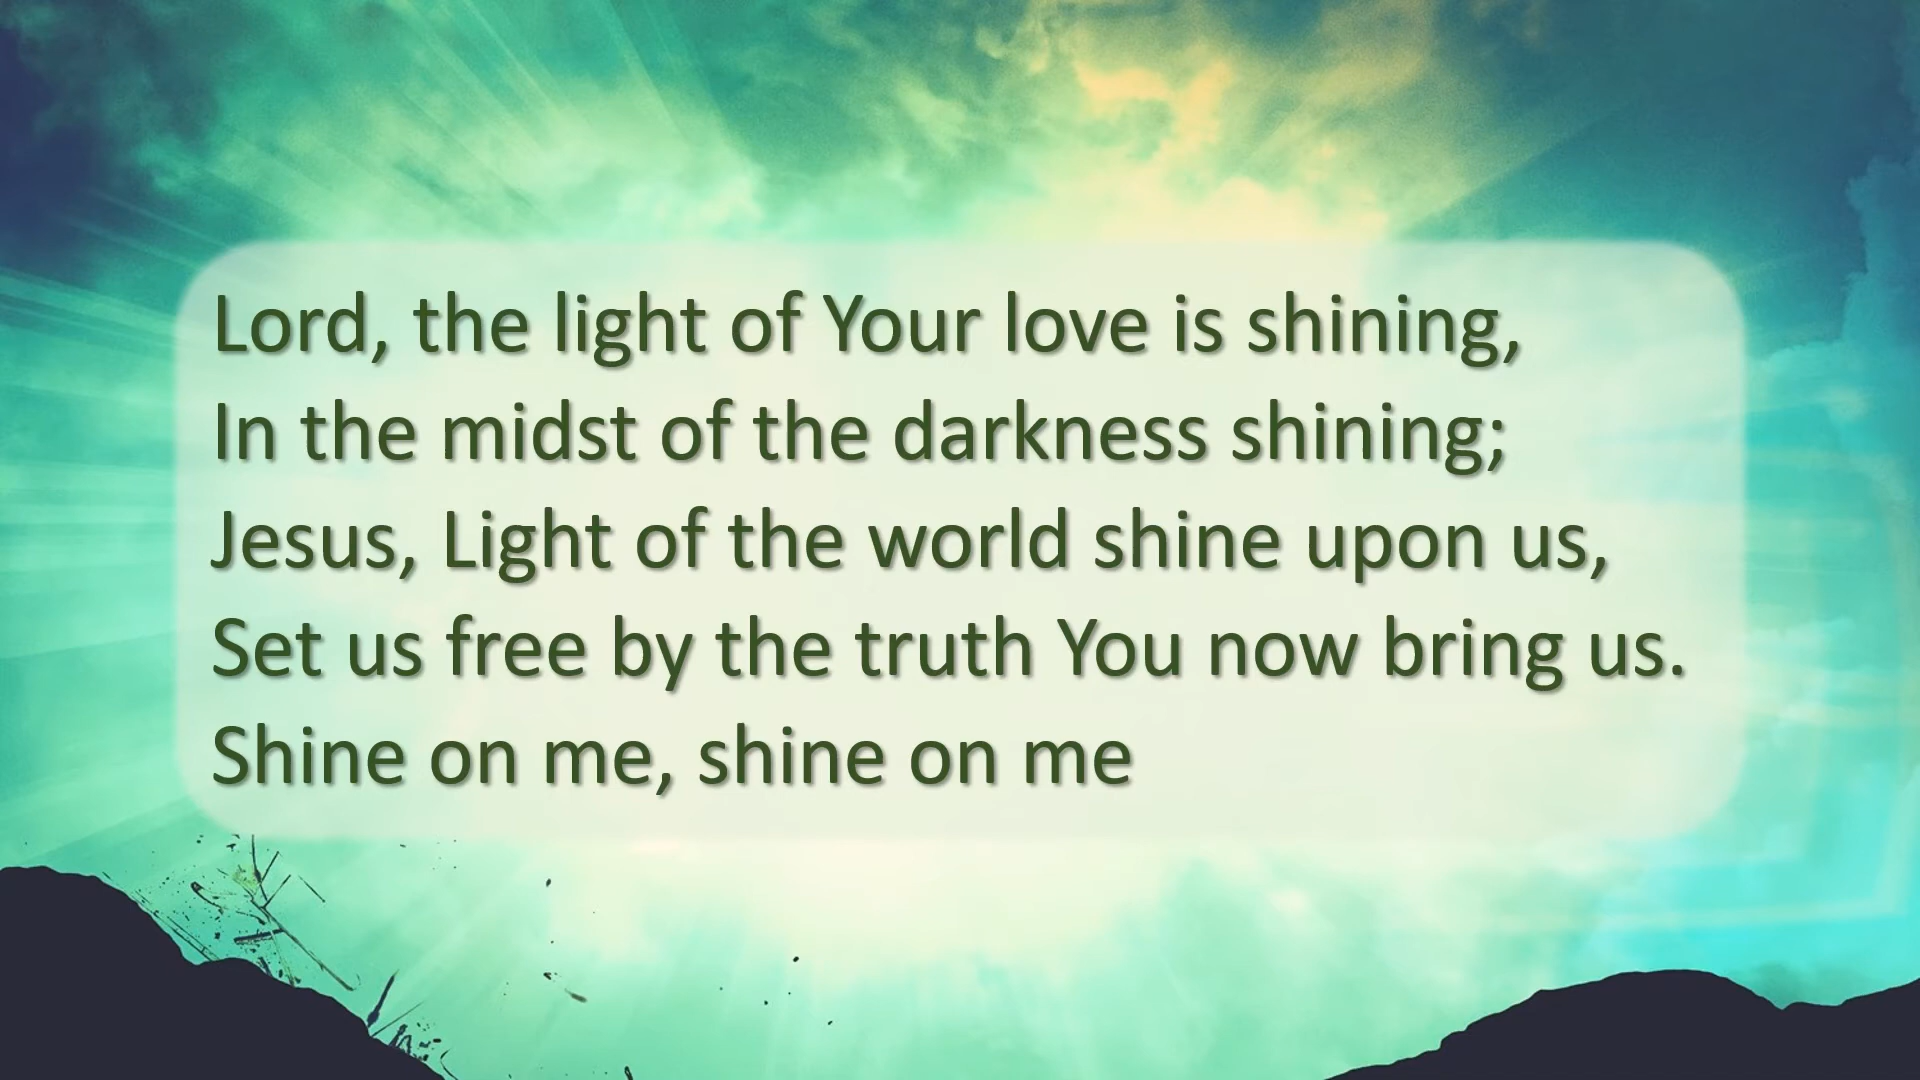 Lord, the light of Your love is shining,
In the midst of the darkness shining;
Jesus, Light of the world shine upon us,
Set us free by the truth You now bring us.
Shine on me, shine on me